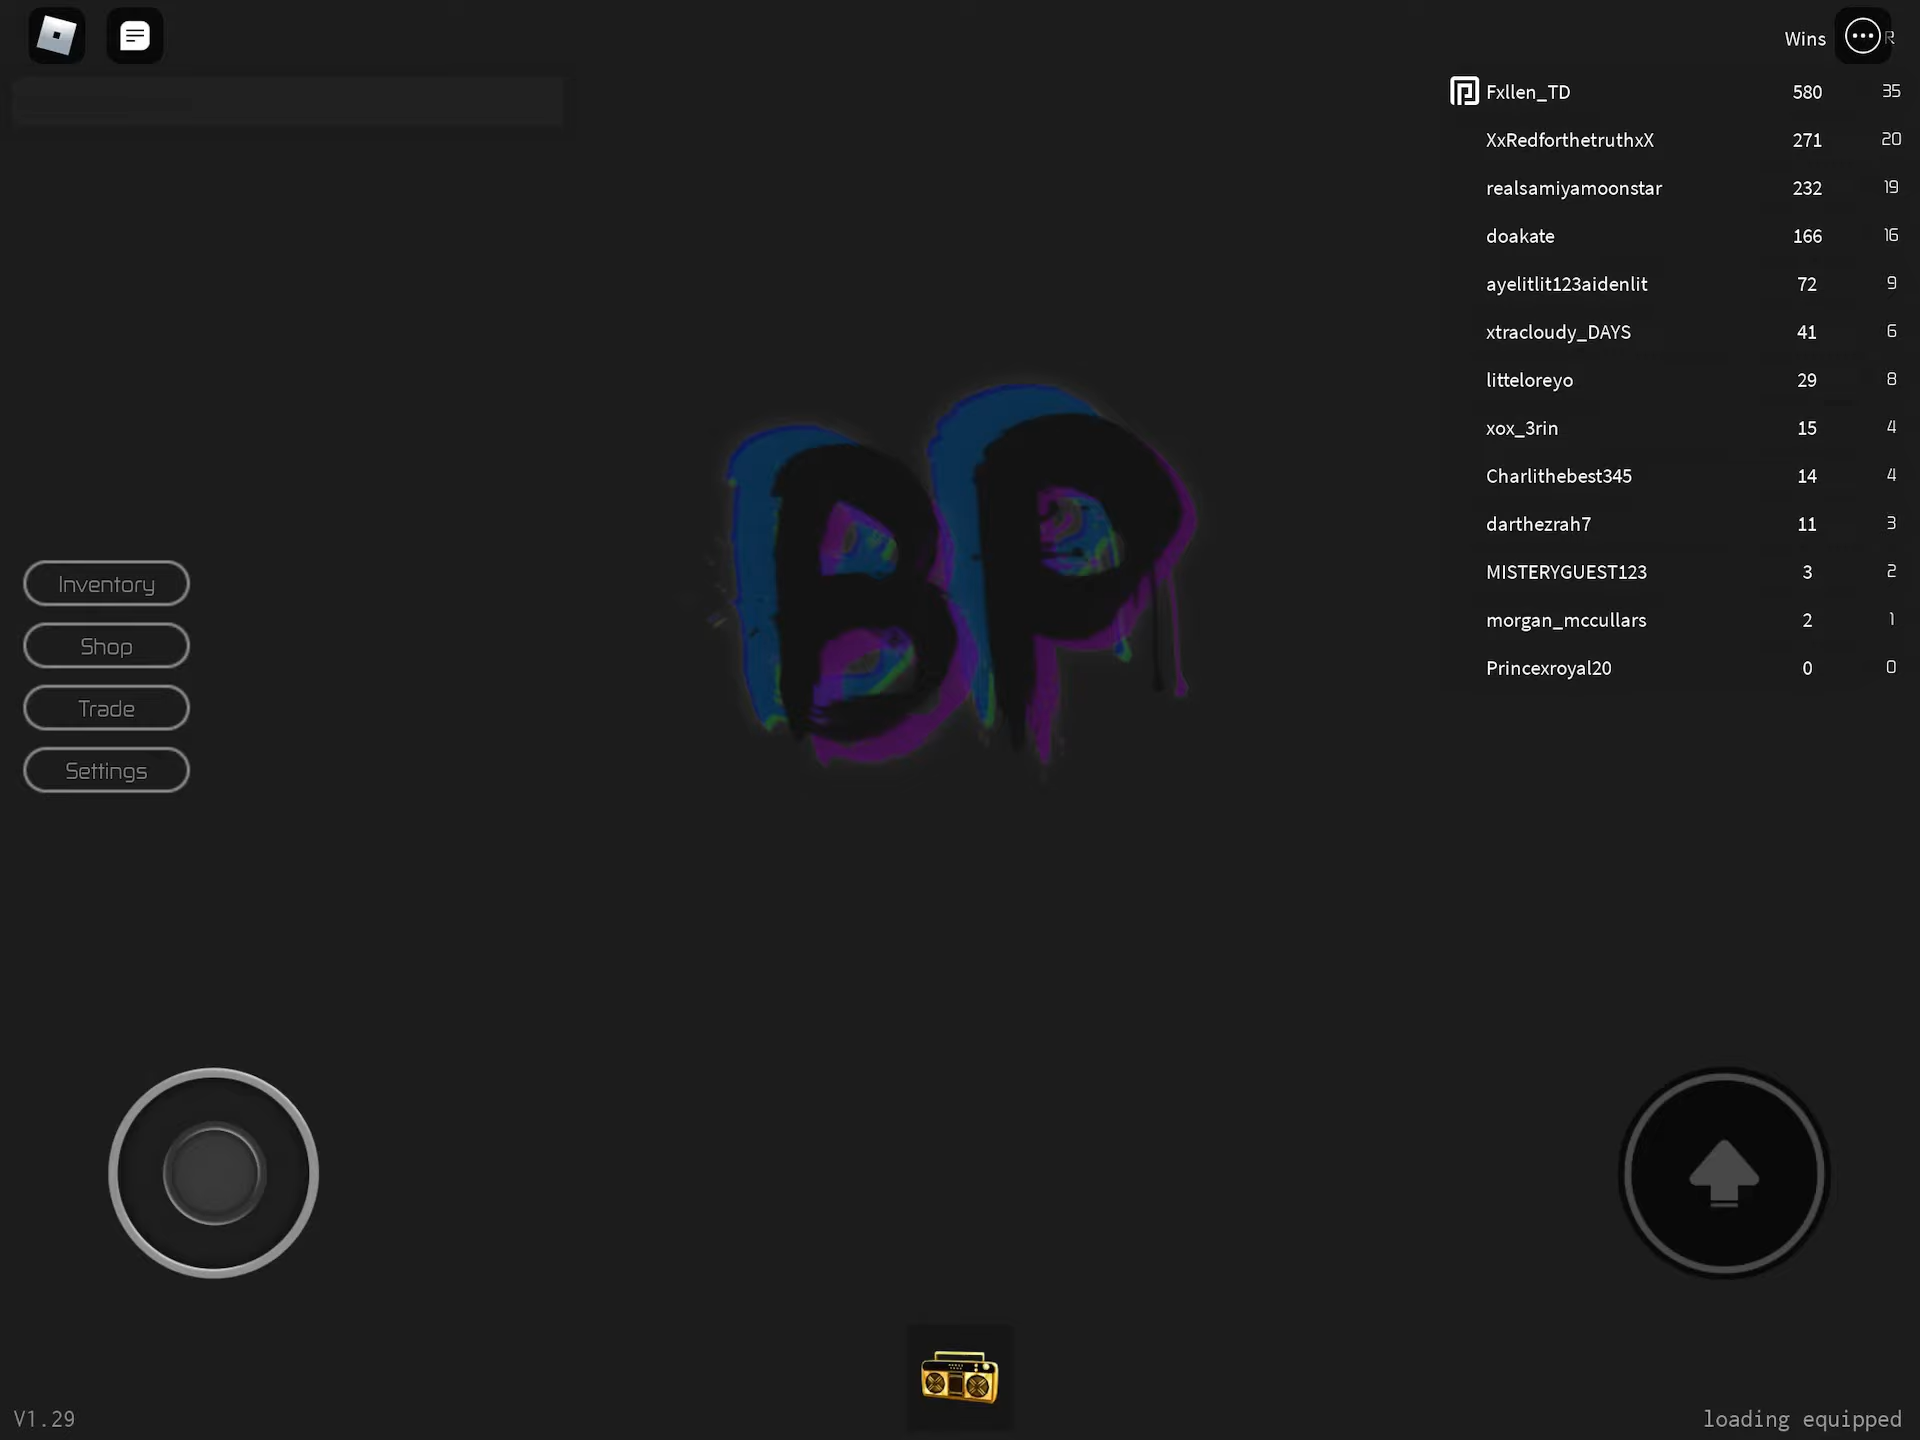 Wins R
Fxllen_TD 580 35
XxRedforthetruthxX 271 20
realsamiyamoonstar 232 19
doakate 166 16
ayelitlit123aidenlit 72 9
xtracloudy_DAYS 41 6
litteloreyo 29 8
xox_3rin 15 4
Charlithebest345 14 4
darthezrah7 11 3
MISTERYGUEST123 3 2
morgan_mccullars 2 1
Princexroyal20 0 0
BP
Inventory
Shop
Trade
Settings
V1.29
loading equipped